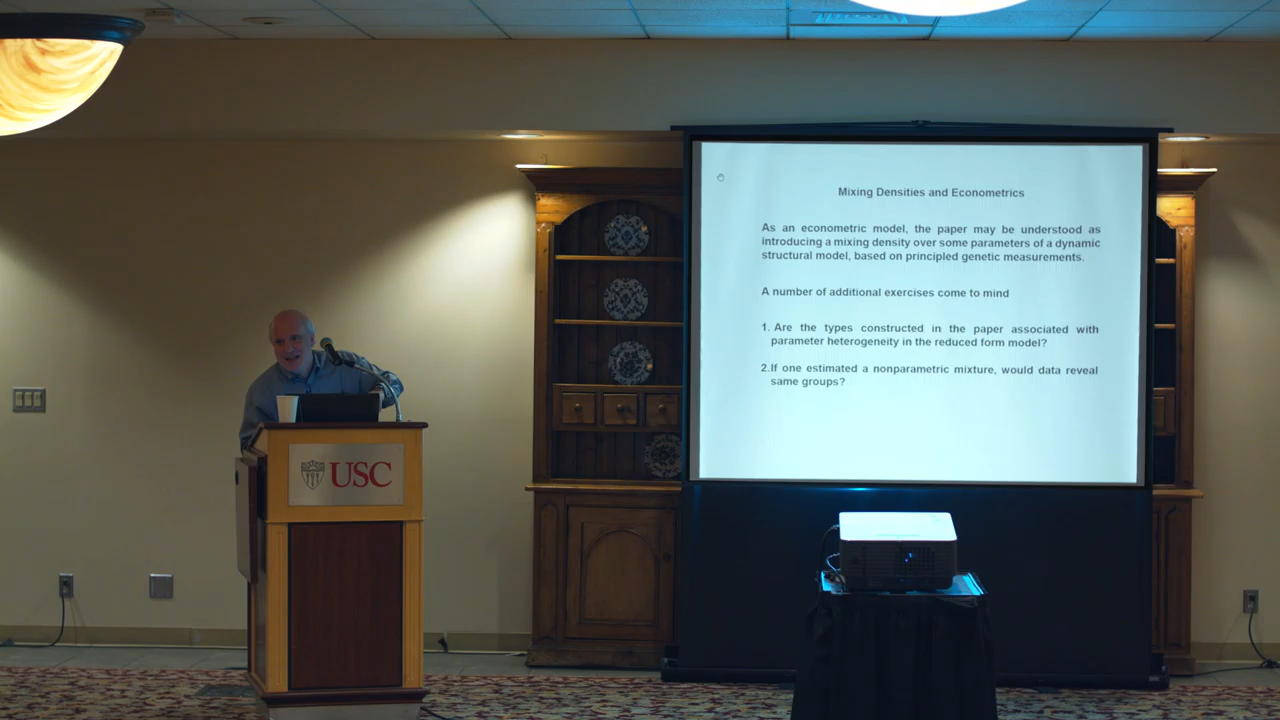 Mixing Densities and Econometrics
As an econometric model, the paper may be understood as
introducing a mixing density over some parameters of a dynamic
structural model, based on principled genetic measurements.
A number of additional exercises come to mind
1. Are the types constructed in the paper associated with
parameter heterogeneity in the reduced form model?
2.If one estimated a nonparametric mixture, would data reveal
same groups?
USC